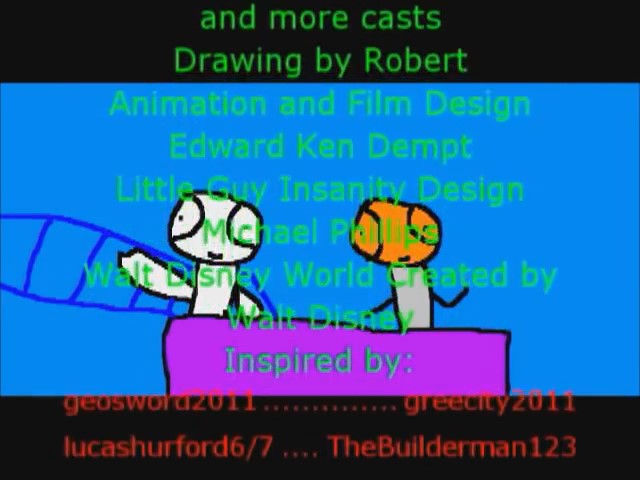 and more casts
Drawing by Robert
Animation and Film Design
Edward Ken Dempt
Little Guy Insanity Design
Michael Phillips
Walt Disney World Created by
Walt Disney
Inspired by:
geosword2011 .............. greecity2011
lucashurford6/7 .... TheBuilderman123